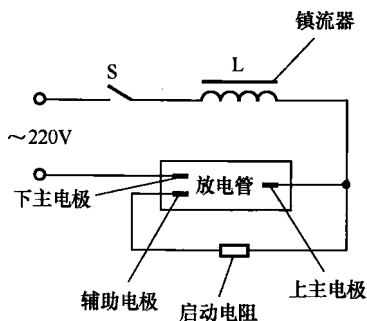 镇流器
S
L
～220V
放电管
下主电极
辅助电极
启动电阻
上主电极